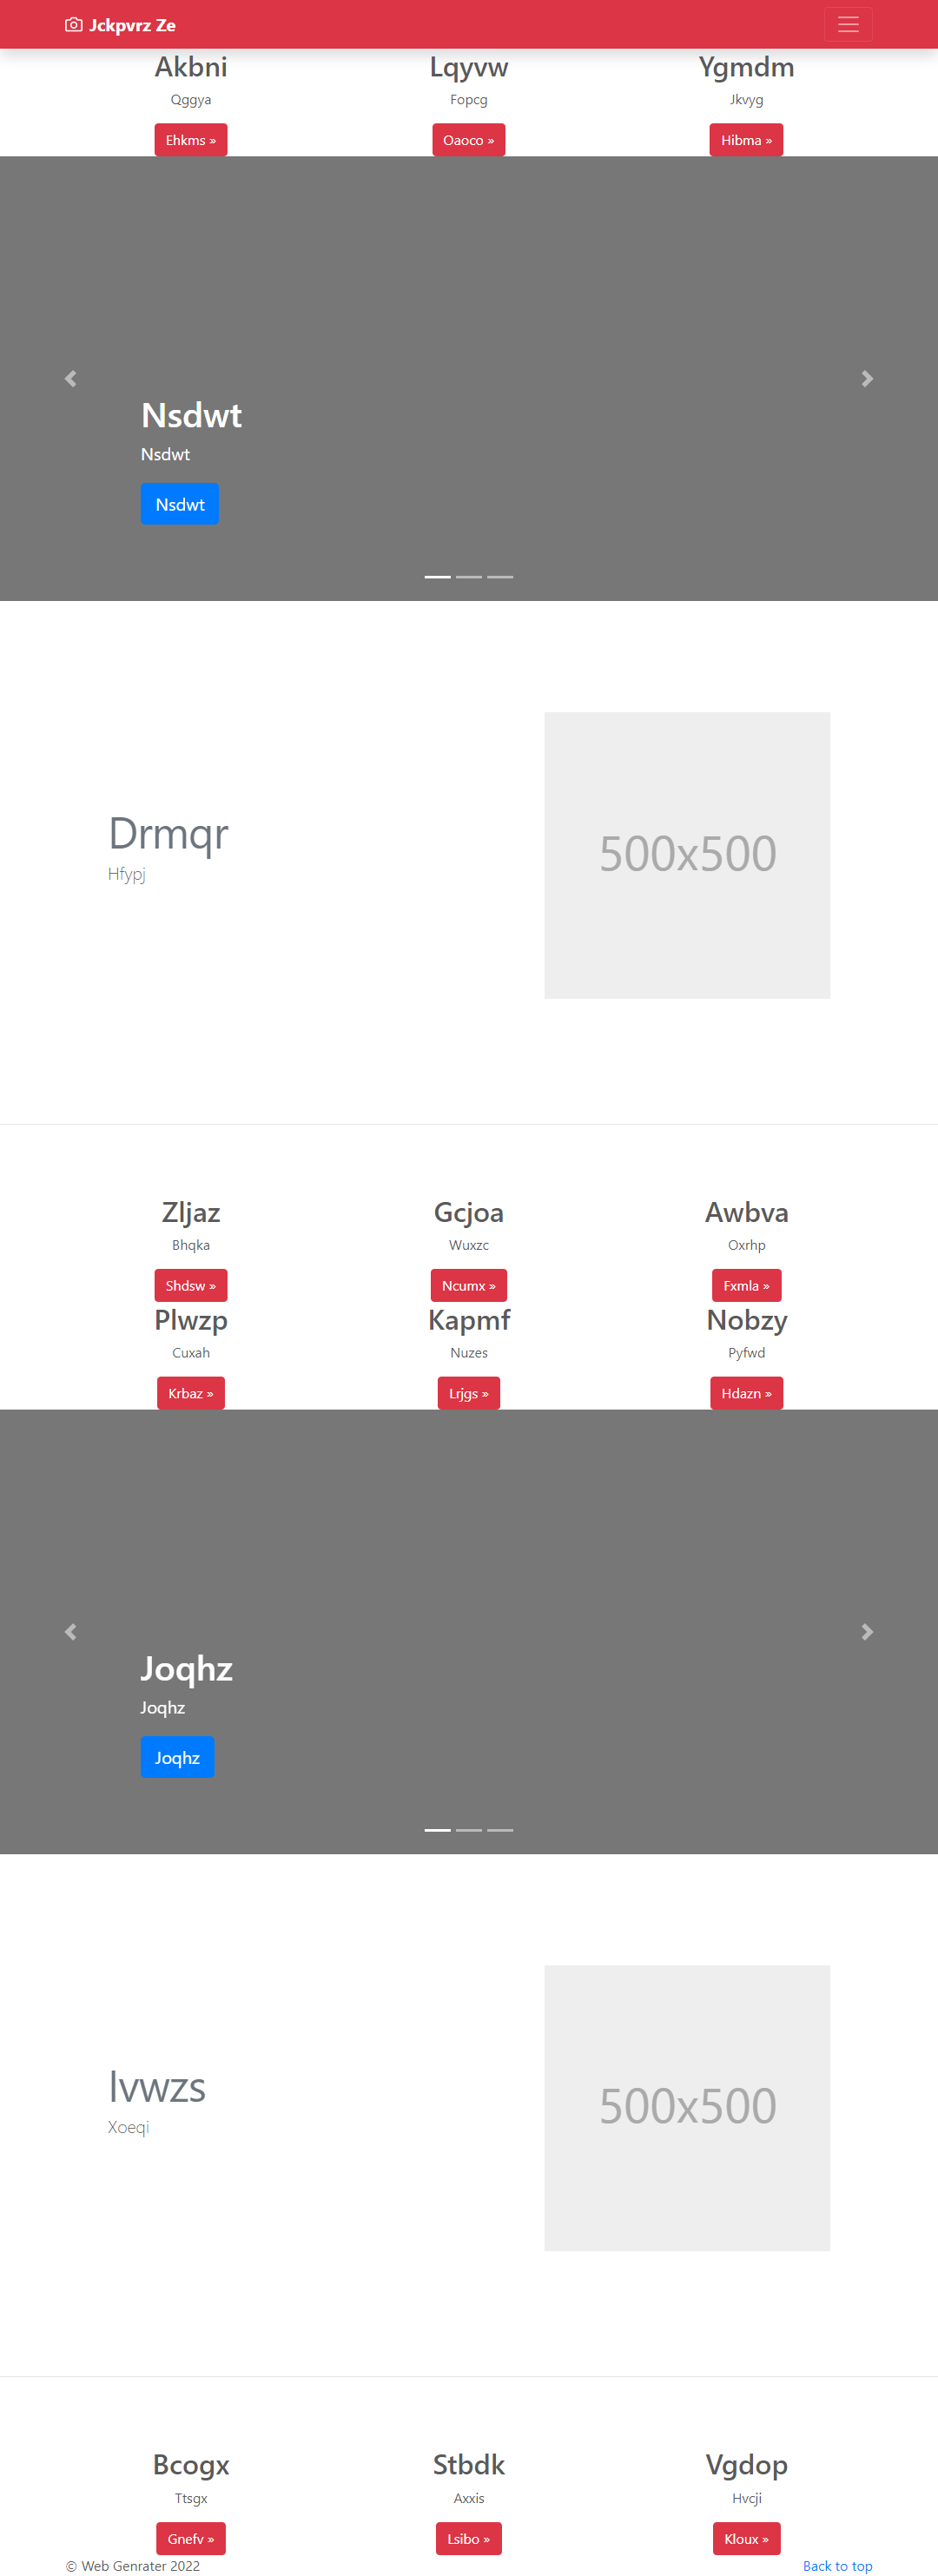 Jckpvrz Ze
Akbni Lqyvw Ygmdm
Qggya Fopcg Jkvyg
Ehkms » Oaoco » Hibma »
Nsdwt
Nsdwt
Nsdwt
Drmqr
Hfypj
500x500
Zljaz Gcjoa Awbva
Bhqka Wuxzc Oxrhp
Shdsw » Ncumx » Fxmla »
Plwzp Kapmf Nobzy
Cuxah Nuzes Pyfwd
Krbaz » Lrjgs » Hdazn »
Joqhz
Joqhz
Joqhz
Ivwzs
Xoeqi
500x500
Bcogx Stbdk Vgdop
Ttsgx Axxis Hvcji
Gnefv » Lsibo » Kloux »
© Web Genrater 2022 Back to top